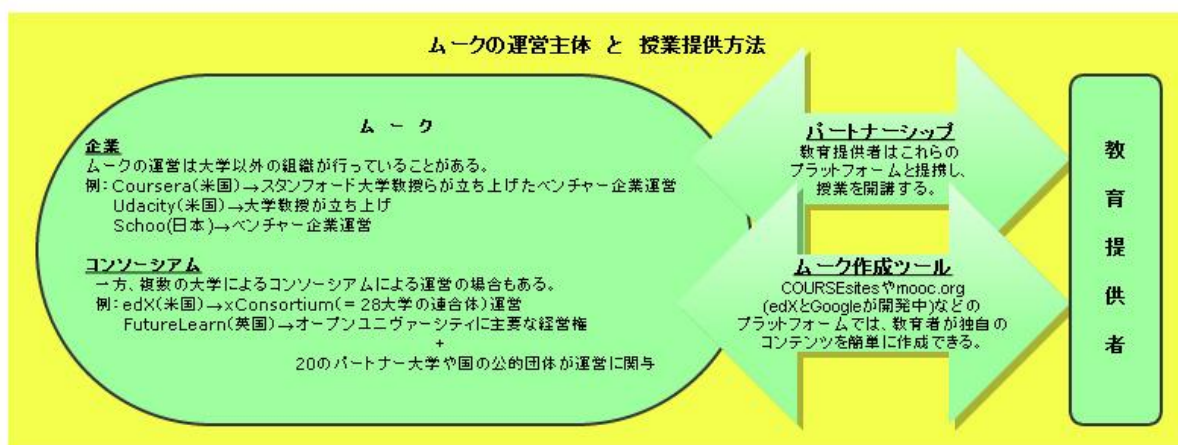 ムークの運営主体 と 授業提供方法
ムーク
企業
ムークの運営は大学以外の組織が行っていることがある。
例：Coursera(米国)→スタンフォード大学教授らが立ち上げたベンチャー企業運営
Udacity(米国)→大学教授が立ち上げ
Schoo(日本)→ベンチャー企業運営
コンソーシアム
一方、複数の大学によるコンソーシアムによる運営の場合もある。
例：edX(米国)→xConsortium(=28大学の連合体)運営
FutureLearn(英国)→オープンユニヴァーシティに主要な経営権
+
20のパートナー大学や国の公的団体が運営に関与
パートナーシップ
教育提供者はこれらの
プラットフォームと提携し、
授業を開講する。
ムーク作成ツール
COURSEsitesやmooc.org
(edXとGoogleが開発中)などの
プラットフォームでは、教育者が独自の
コンテンツを簡単に作成できる。
教育提供者